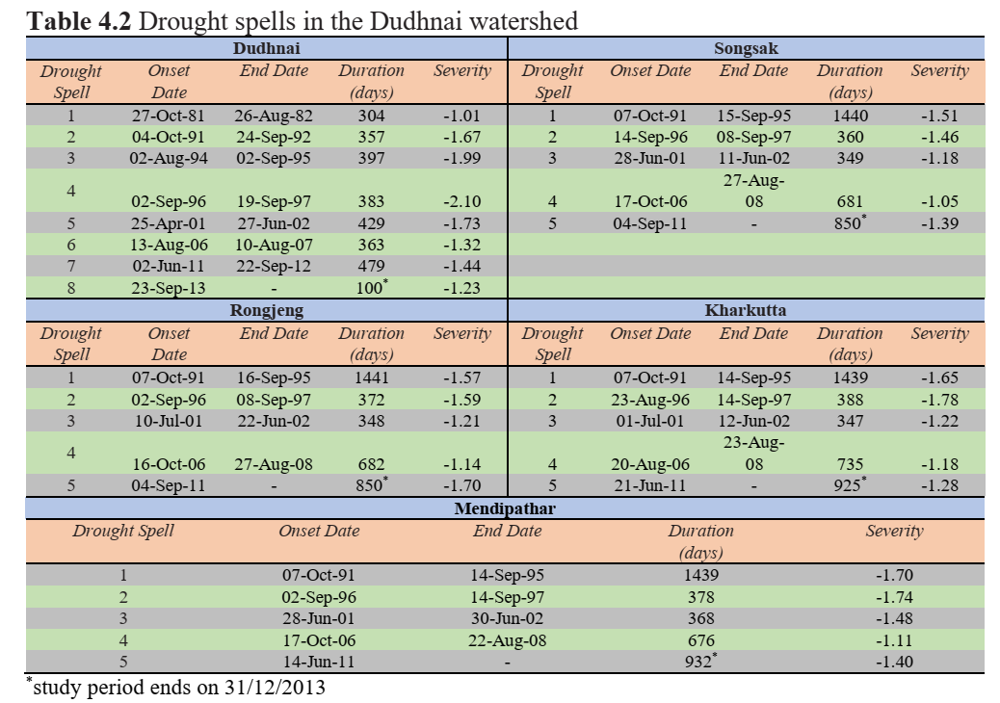 Table 4.2 Drought spells in the Dudhnai watershed
Dudhnai Songsak
Drought Onset End Date Duration Severity Drought Onset Date End Date Duration Severity
Spell Date (days) Spell (days)
1 27-Oct-81 26-Aug-82 304 -1.01 1 07-Oct-91 15-Sep-95 1440 -1.51
2 04-Oct-91 24-Sep-92 357 -1.67 2 14-Sep-96 08-Sep-97 360 -1.46
3 02-Aug-94 02-Sep-95 397 -1.99 3 28-Jun-01 11-Jun-02 349 -1.18
27-Aug-
4 02-Sep-96 19-Sep-97 383 -2.10 4 17-Oct-06 08 681 -1.05
5 25-Apr-01 27-Jun-02 429 -1.73 5 04-Sep-11 - 850* -1.39
6 13-Aug-06 10-Aug-07 363 -1.32
7 02-Jun-11 22-Sep-12 479 -1.44
8 23-Sep-13 - 100* -1.23
Rongjeng Kharkutta
Drought Onset End Date Duration Severity Drought Onset Date End Date Duration Severity
Spell Date (days) Spell (days)
1 07-Oct-91 16-Sep-95 1441 -1.57 1 07-Oct-91 14-Sep-95 1439 -1.65
2 02-Sep-96 08-Sep-97 372 -1.59 2 23-Aug-96 14-Sep-97 388 -1.78
3 10-Jul-01 22-Jun-02 348 -1.21 3 01-Jul-01 12-Jun-02 347 -1.22
23-Aug-
4 16-Oct-06 27-Aug-08 682 -1.14 4 20-Aug-06 08 735 -1.18
5 04-Sep-11 - 850* -1.70 5 21-Jun-11 - 925* -1.28
Mendipathar
Drought Spell Onset Date End Date Duration Severity
(days)
1 07-Oct-91 14-Sep-95 1439 -1.70
2 02-Sep-96 14-Sep-97 378 -1.74
3 28-Jun-01 30-Jun-02 368 -1.48
4 17-Oct-06 22-Aug-08 676 -1.11
5 14-Jun-11 - 932* -1.40
*study period ends on 31/12/2013